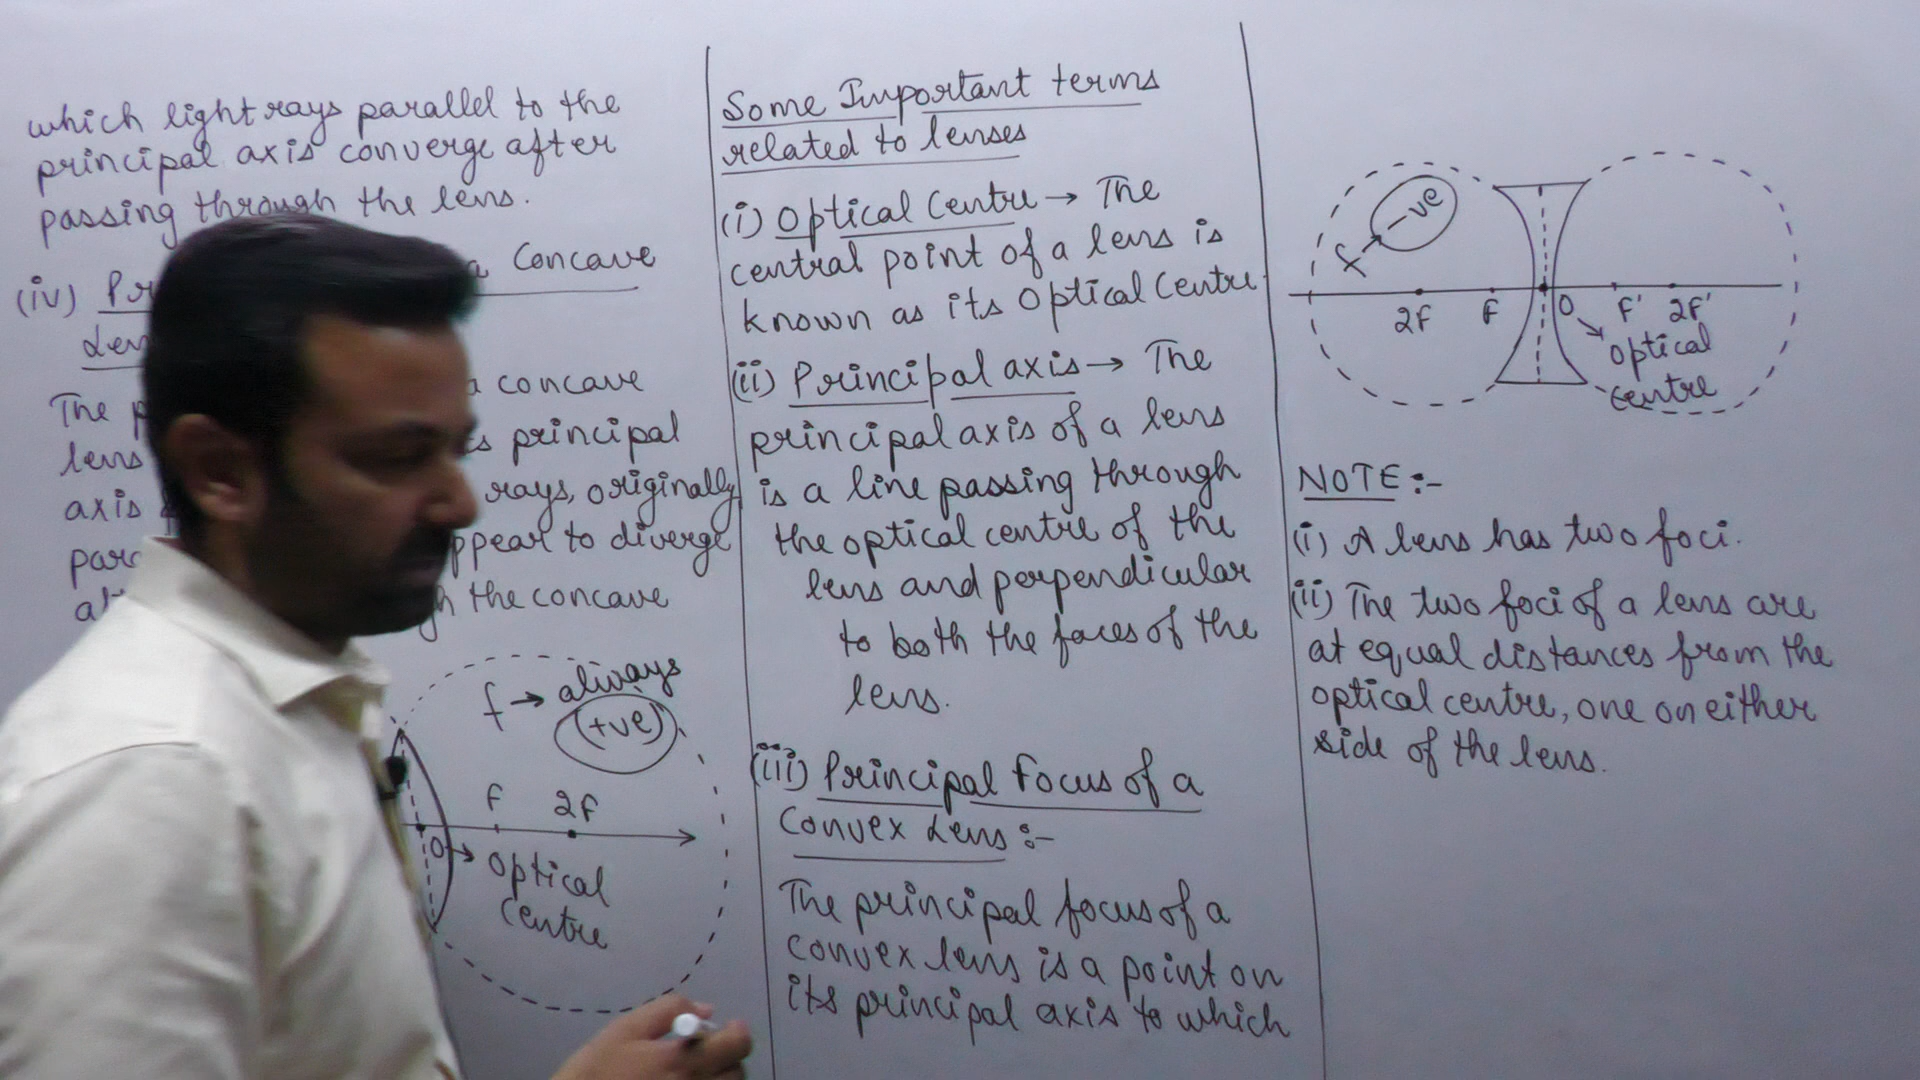 which light rays parallel to the
principal axis converge after
passing through the lens.
(iv) Concave
a concave
The
lens principal
axis rays, originally
appear to diverge
the concave
f → always
(+ve)
F 2F
O → optical
centre
Some Important terms
related to lenses
(i) Optical Centre → The
central point of a lens is
known as its Optical Centre.
(ii) Principal axis → The
principal axis of a lens
is a line passing through
the optical centre of the
lens and perpendicular
to both the faces of the
lens.
(iii) Principal Focus of a
Convex Lens :-
The principal focus of a
convex lens is a point on
its principal axis to which
f → -ve
2F F O F' 2F'
optical
centre
NOTE :-
(i) A lens has two foci.
(ii) The two foci of a lens are
at equal distances from the
optical centre, one on either
side of the lens.